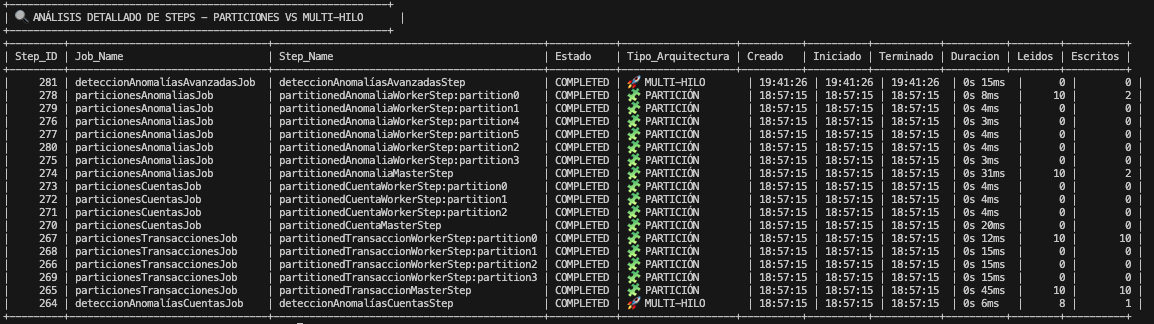 🔍 ANÁLISIS DETALLADO DE STEPS - PARTICIONES VS MULTI-HILO |
| Step_ID | Job_Name | Step_Name | Estado | Tipo_Arquitectura | Creado | Iniciado | Terminado | Duracion | Leidos | Escritos |
| 281 | deteccionAnomalíasAvanzadasJob | deteccionAnomalíasAvanzadasStep | COMPLETED | 🚀 MULTI-HILO | 19:41:26 | 19:41:26 | 19:41:26 | 0s 15ms | 0 | 0 |
| 278 | particionesAnomaliasJob | partitionedAnomaliaWorkerStep:partition0 | COMPLETED | 🧩 PARTICIÓN | 18:57:15 | 18:57:15 | 18:57:15 | 0s 8ms | 10 | 2 |
| 279 | particionesAnomaliasJob | partitionedAnomaliaWorkerStep:partition1 | COMPLETED | 🧩 PARTICIÓN | 18:57:15 | 18:57:15 | 18:57:15 | 0s 4ms | 0 | 0 |
| 276 | particionesAnomaliasJob | partitionedAnomaliaWorkerStep:partition4 | COMPLETED | 🧩 PARTICIÓN | 18:57:15 | 18:57:15 | 18:57:15 | 0s 3ms | 0 | 0 |
| 277 | particionesAnomaliasJob | partitionedAnomaliaWorkerStep:partition5 | COMPLETED | 🧩 PARTICIÓN | 18:57:15 | 18:57:15 | 18:57:15 | 0s 4ms | 0 | 0 |
| 280 | particionesAnomaliasJob | partitionedAnomaliaWorkerStep:partition2 | COMPLETED | 🧩 PARTICIÓN | 18:57:15 | 18:57:15 | 18:57:15 | 0s 4ms | 0 | 0 |
| 275 | particionesAnomaliasJob | partitionedAnomaliaWorkerStep:partition3 | COMPLETED | 🧩 PARTICIÓN | 18:57:15 | 18:57:15 | 18:57:15 | 0s 3ms | 0 | 0 |
| 274 | particionesAnomaliasJob | partitionedAnomaliaMasterStep | COMPLETED | 🧩 PARTICIÓN | 18:57:15 | 18:57:15 | 18:57:15 | 0s 31ms | 10 | 2 |
| 273 | particionesCuentasJob | partitionedCuentaWorkerStep:partition0 | COMPLETED | 🧩 PARTICIÓN | 18:57:15 | 18:57:15 | 18:57:15 | 0s 4ms | 0 | 0 |
| 272 | particionesCuentasJob | partitionedCuentaWorkerStep:partition1 | COMPLETED | 🧩 PARTICIÓN | 18:57:15 | 18:57:15 | 18:57:15 | 0s 4ms | 0 | 0 |
| 271 | particionesCuentasJob | partitionedCuentaWorkerStep:partition2 | COMPLETED | 🧩 PARTICIÓN | 18:57:15 | 18:57:15 | 18:57:15 | 0s 4ms | 0 | 0 |
| 270 | particionesCuentasJob | partitionedCuentaMasterStep | COMPLETED | 🧩 PARTICIÓN | 18:57:15 | 18:57:15 | 18:57:15 | 0s 20ms | 0 | 0 |
| 267 | particionesTransaccionesJob | partitionedTransaccionWorkerStep:partition0 | COMPLETED | 🧩 PARTICIÓN | 18:57:15 | 18:57:15 | 18:57:15 | 0s 12ms | 10 | 10 |
| 268 | particionesTransaccionesJob | partitionedTransaccionWorkerStep:partition1 | COMPLETED | 🧩 PARTICIÓN | 18:57:15 | 18:57:15 | 18:57:15 | 0s 15ms | 0 | 0 |
| 266 | particionesTransaccionesJob | partitionedTransaccionWorkerStep:partition2 | COMPLETED | 🧩 PARTICIÓN | 18:57:15 | 18:57:15 | 18:57:15 | 0s 15ms | 0 | 0 |
| 269 | particionesTransaccionesJob | partitionedTransaccionWorkerStep:partition3 | COMPLETED | 🧩 PARTICIÓN | 18:57:15 | 18:57:15 | 18:57:15 | 0s 15ms | 0 | 0 |
| 265 | particionesTransaccionesJob | partitionedTransaccionMasterStep | COMPLETED | 🧩 PARTICIÓN | 18:57:15 | 18:57:15 | 18:57:15 | 0s 45ms | 10 | 10 |
| 264 | deteccionAnomalíasCuentasJob | deteccionAnomalíasCuentasStep | COMPLETED | 🚀 MULTI-HILO | 18:57:15 | 18:57:15 | 18:57:15 | 0s 6ms | 8 | 1 |